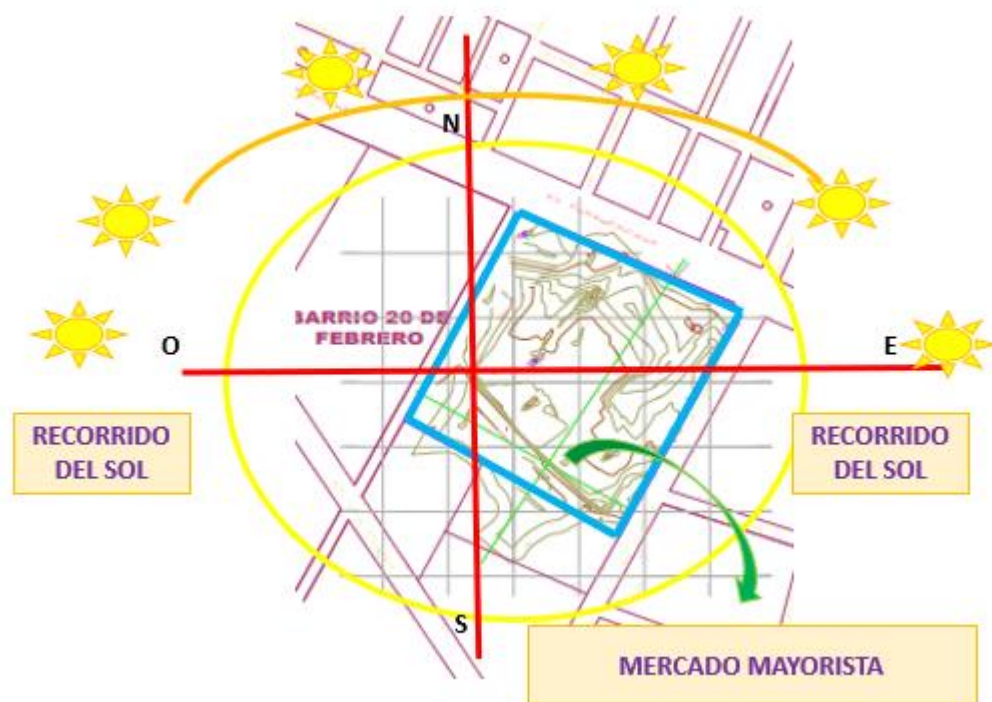 N
BARRIO 20 DE
FEBRERO
O
E
RECORRIDO
DEL SOL
RECORRIDO
DEL SOL
S
MERCADO MAYORISTA